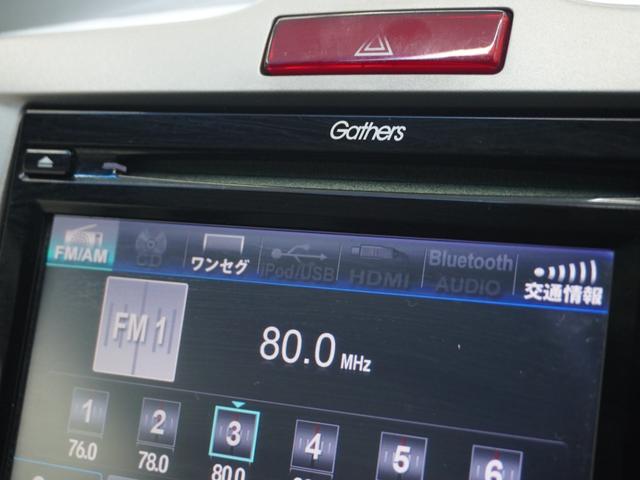 Gathers
FM/AM
CD
ワンセグ
iPod/USB
HDMI
Bluetooth
AUDIO
交通情報
FM 1
80.0 MHz
1 2 3 4 5 6
76.0 78.0 80.0